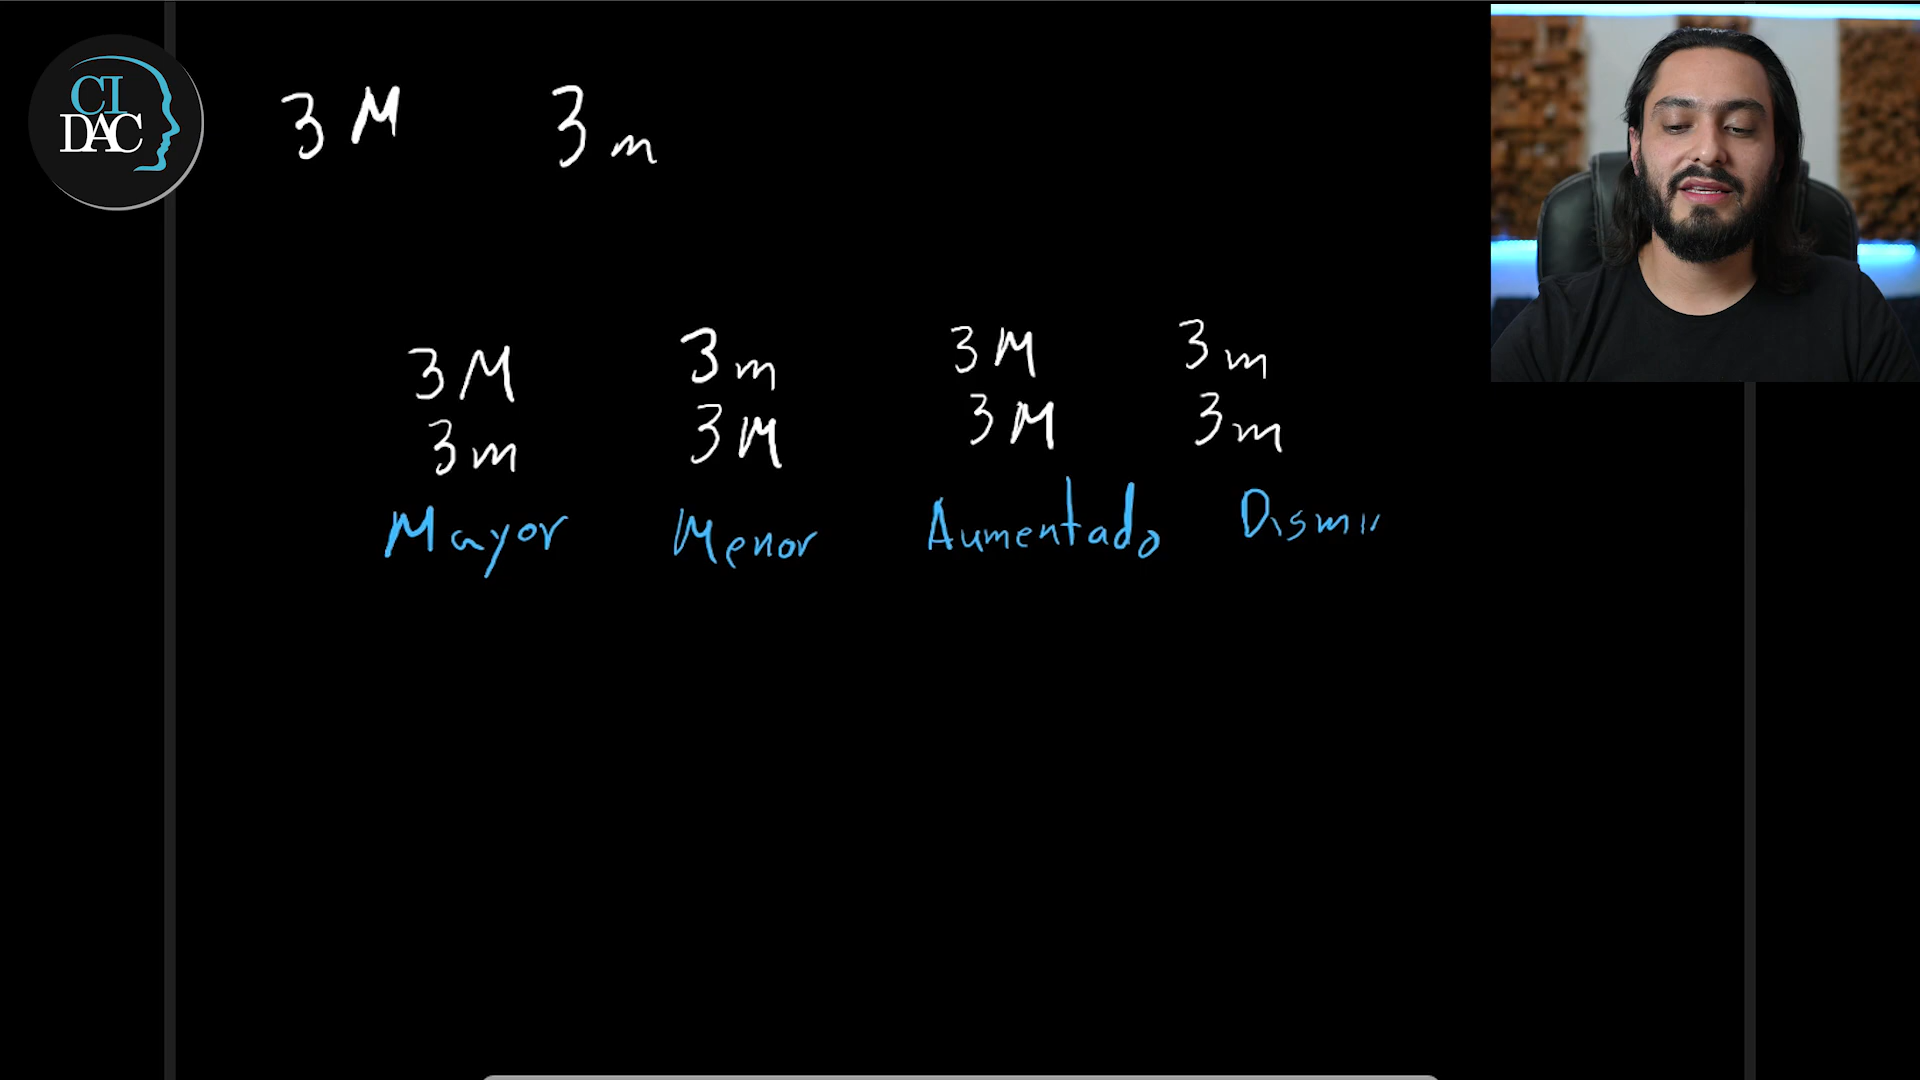 CI
DAC
3 M 3 m
3 M 3 m 3 M 3 m
3 m 3 M 3 M 3 m
Mayor Menor Aumentado